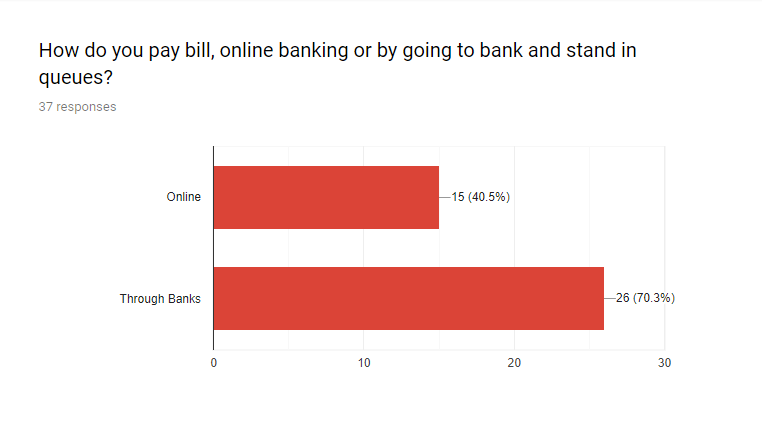 How do you pay bill, online banking or by going to bank and stand in
queues?
37 responses
Online
15 (40.5%)
Through Banks
26 (70.3%)
0
10
20
30